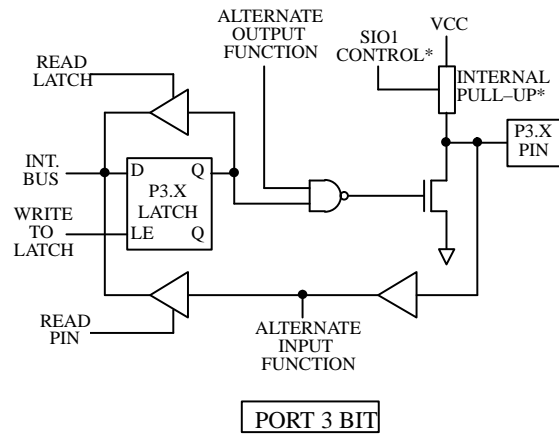 ALTERNATE
OUTPUT
FUNCTION
VCC
SIO1
CONTROL*
INTERNAL
PULL–UP*
READ
LATCH
P3.X
PIN
INT.
BUS
D
Q
P3.X
LATCH
WRITE
TO
LATCH
LE
Q
READ
PIN
ALTERNATE
INPUT
FUNCTION
PORT 3 BIT